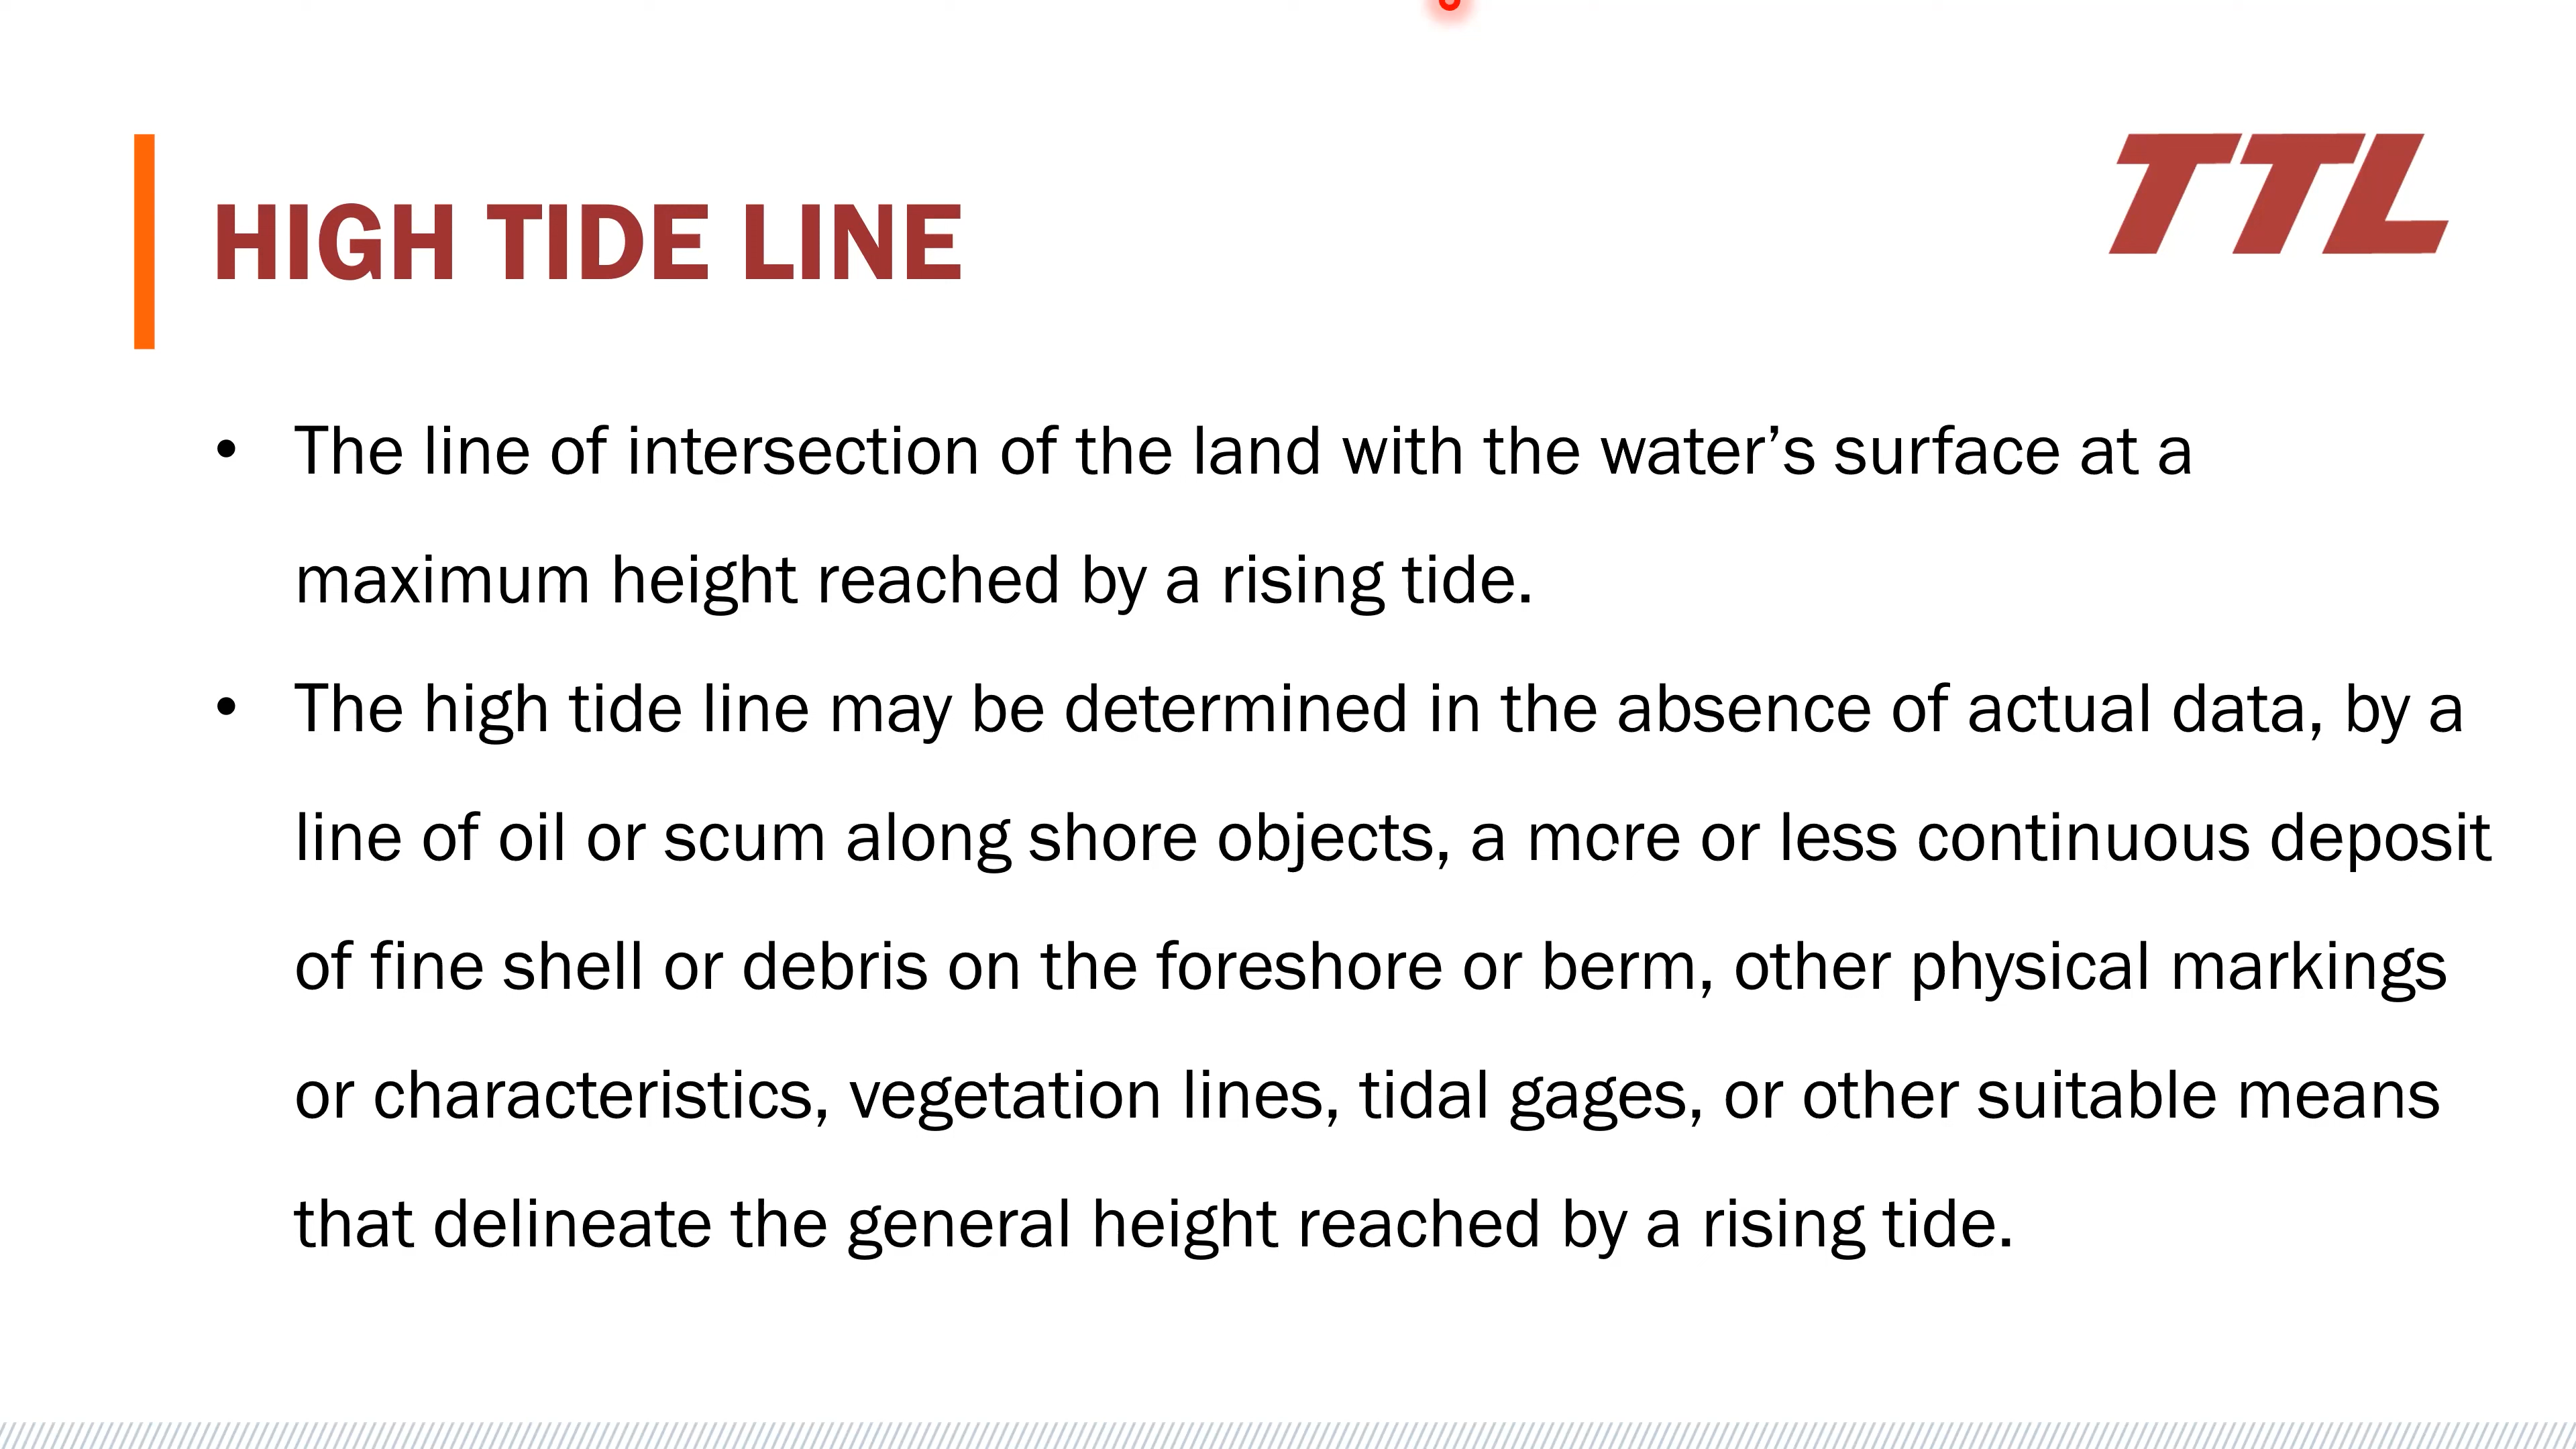 HIGH TIDE LINE
TTL
• The line of intersection of the land with the water’s surface at a
maximum height reached by a rising tide.
• The high tide line may be determined in the absence of actual data, by a
line of oil or scum along shore objects, a more or less continuous deposit
of fine shell or debris on the foreshore or berm, other physical markings
or characteristics, vegetation lines, tidal gages, or other suitable means
that delineate the general height reached by a rising tide.